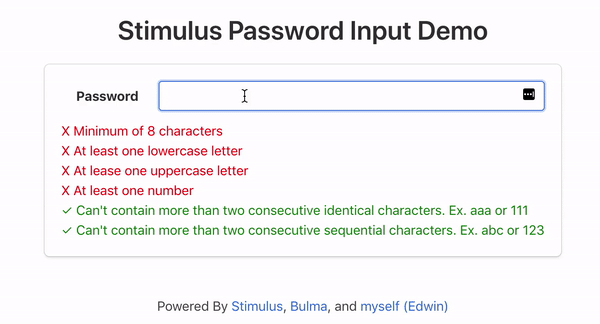 Stimulus Password Input Demo
Password
X Minimum of 8 characters
X At least one lowercase letter
X At lease one uppercase letter
X At least one number
✓ Can't contain more than two consecutive identical characters. Ex. aaa or 111
✓ Can't contain more than two consecutive sequential characters. Ex. abc or 123
Powered By Stimulus, Bulma, and myself (Edwin)